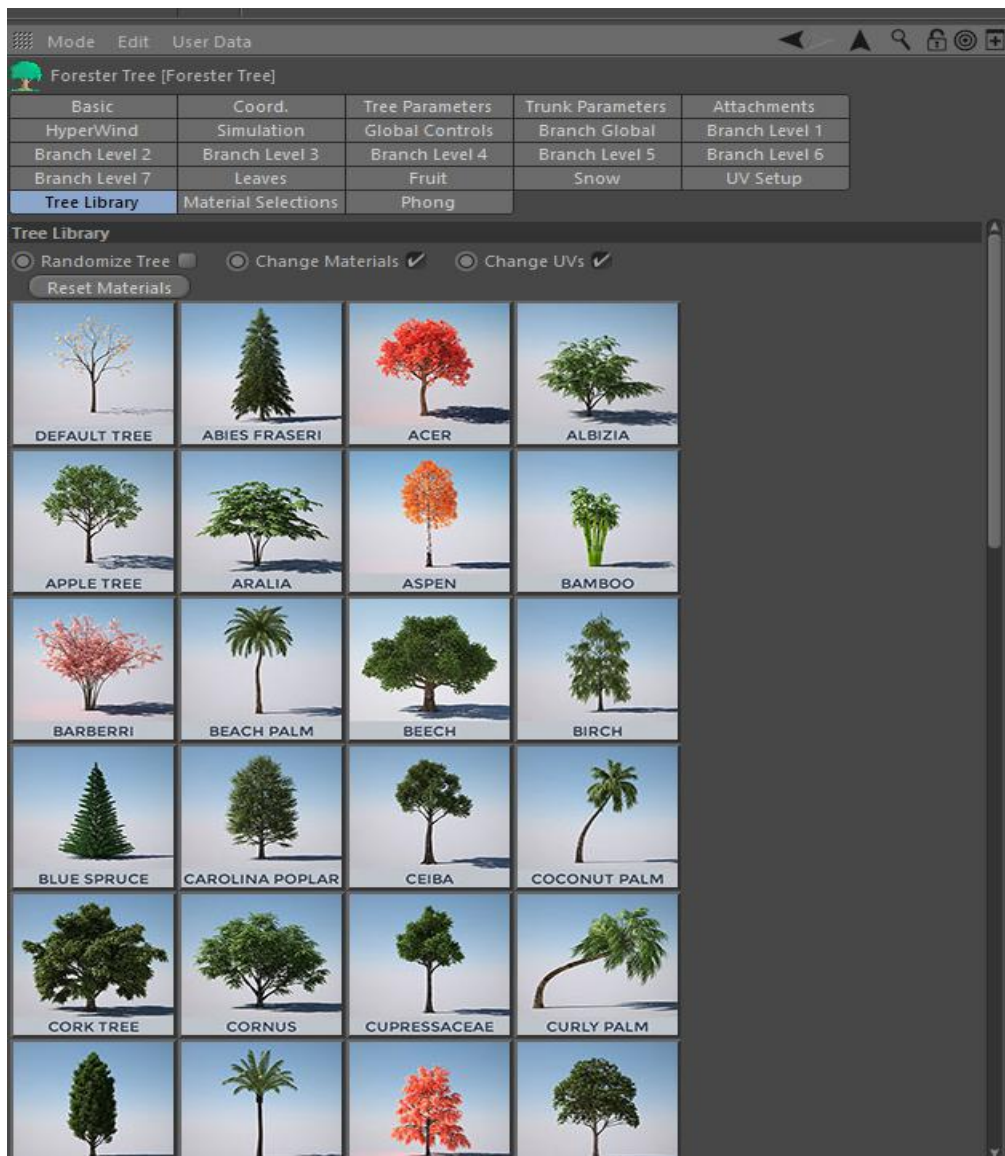 Mode Edit User Data
Forester Tree [Forester Tree]
Basic Coord. Tree Parameters Trunk Parameters Attachments
HyperWind Simulation Global Controls Branch Global Branch Level 1
Branch Level 2 Branch Level 3 Branch Level 4 Branch Level 5 Branch Level 6
Branch Level 7 Leaves Fruit Snow UV Setup
Tree Library Material Selections Phong
Tree Library
Randomize Tree Change Materials Change UVs
Reset Materials
DEFAULT TREE ABIES FRASERI ACER ALBIZIA
APPLE TREE ARALIA ASPEN BAMBOO
BARBERRI BEACH PALM BEECH BIRCH
BLUE SPRUCE CAROLINA POPLAR CEIBA COCONUT PALM
CORK TREE CORNUS CUPRESSACEAE CURLY PALM